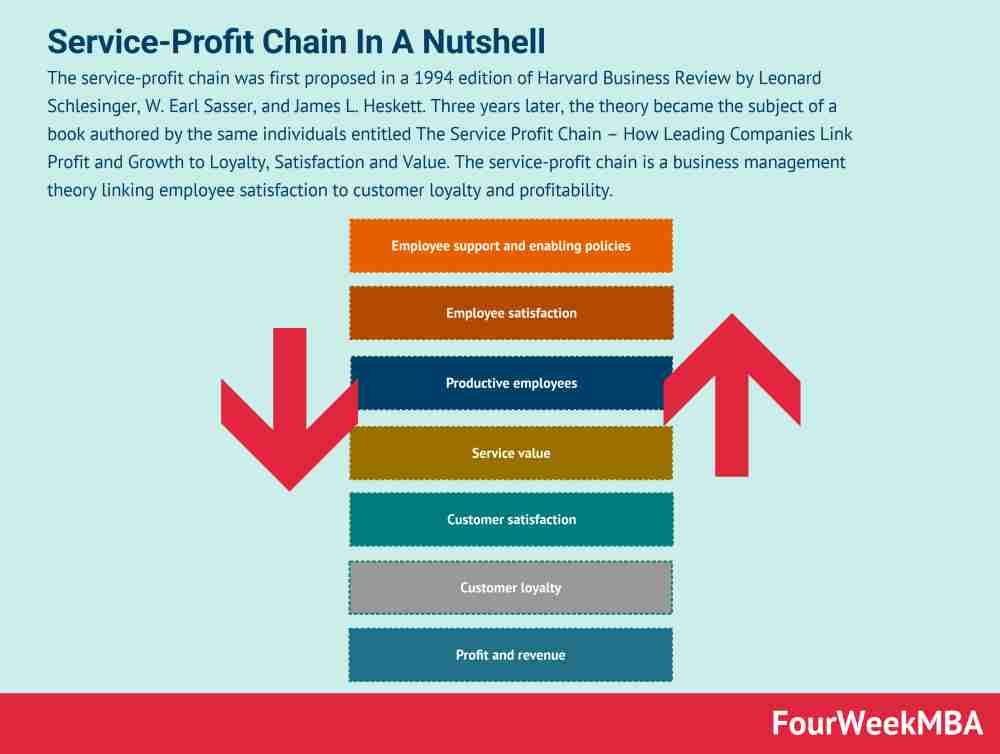 Service-Profit Chain In A Nutshell
The service-profit chain was first proposed in a 1994 edition of Harvard Business Review by Leonard
Schlesinger, W. Earl Sasser, and James L. Heskett. Three years later, the theory became the subject of a
book authored by the same individuals entitled The Service Profit Chain – How Leading Companies Link
Profit and Growth to Loyalty, Satisfaction and Value. The service-profit chain is a business management
theory linking employee satisfaction to customer loyalty and profitability.
Employee support and enabling policies
Employee satisfaction
Productive employees
Service value
Customer satisfaction
Customer loyalty
Profit and revenue
FourWeekMBA